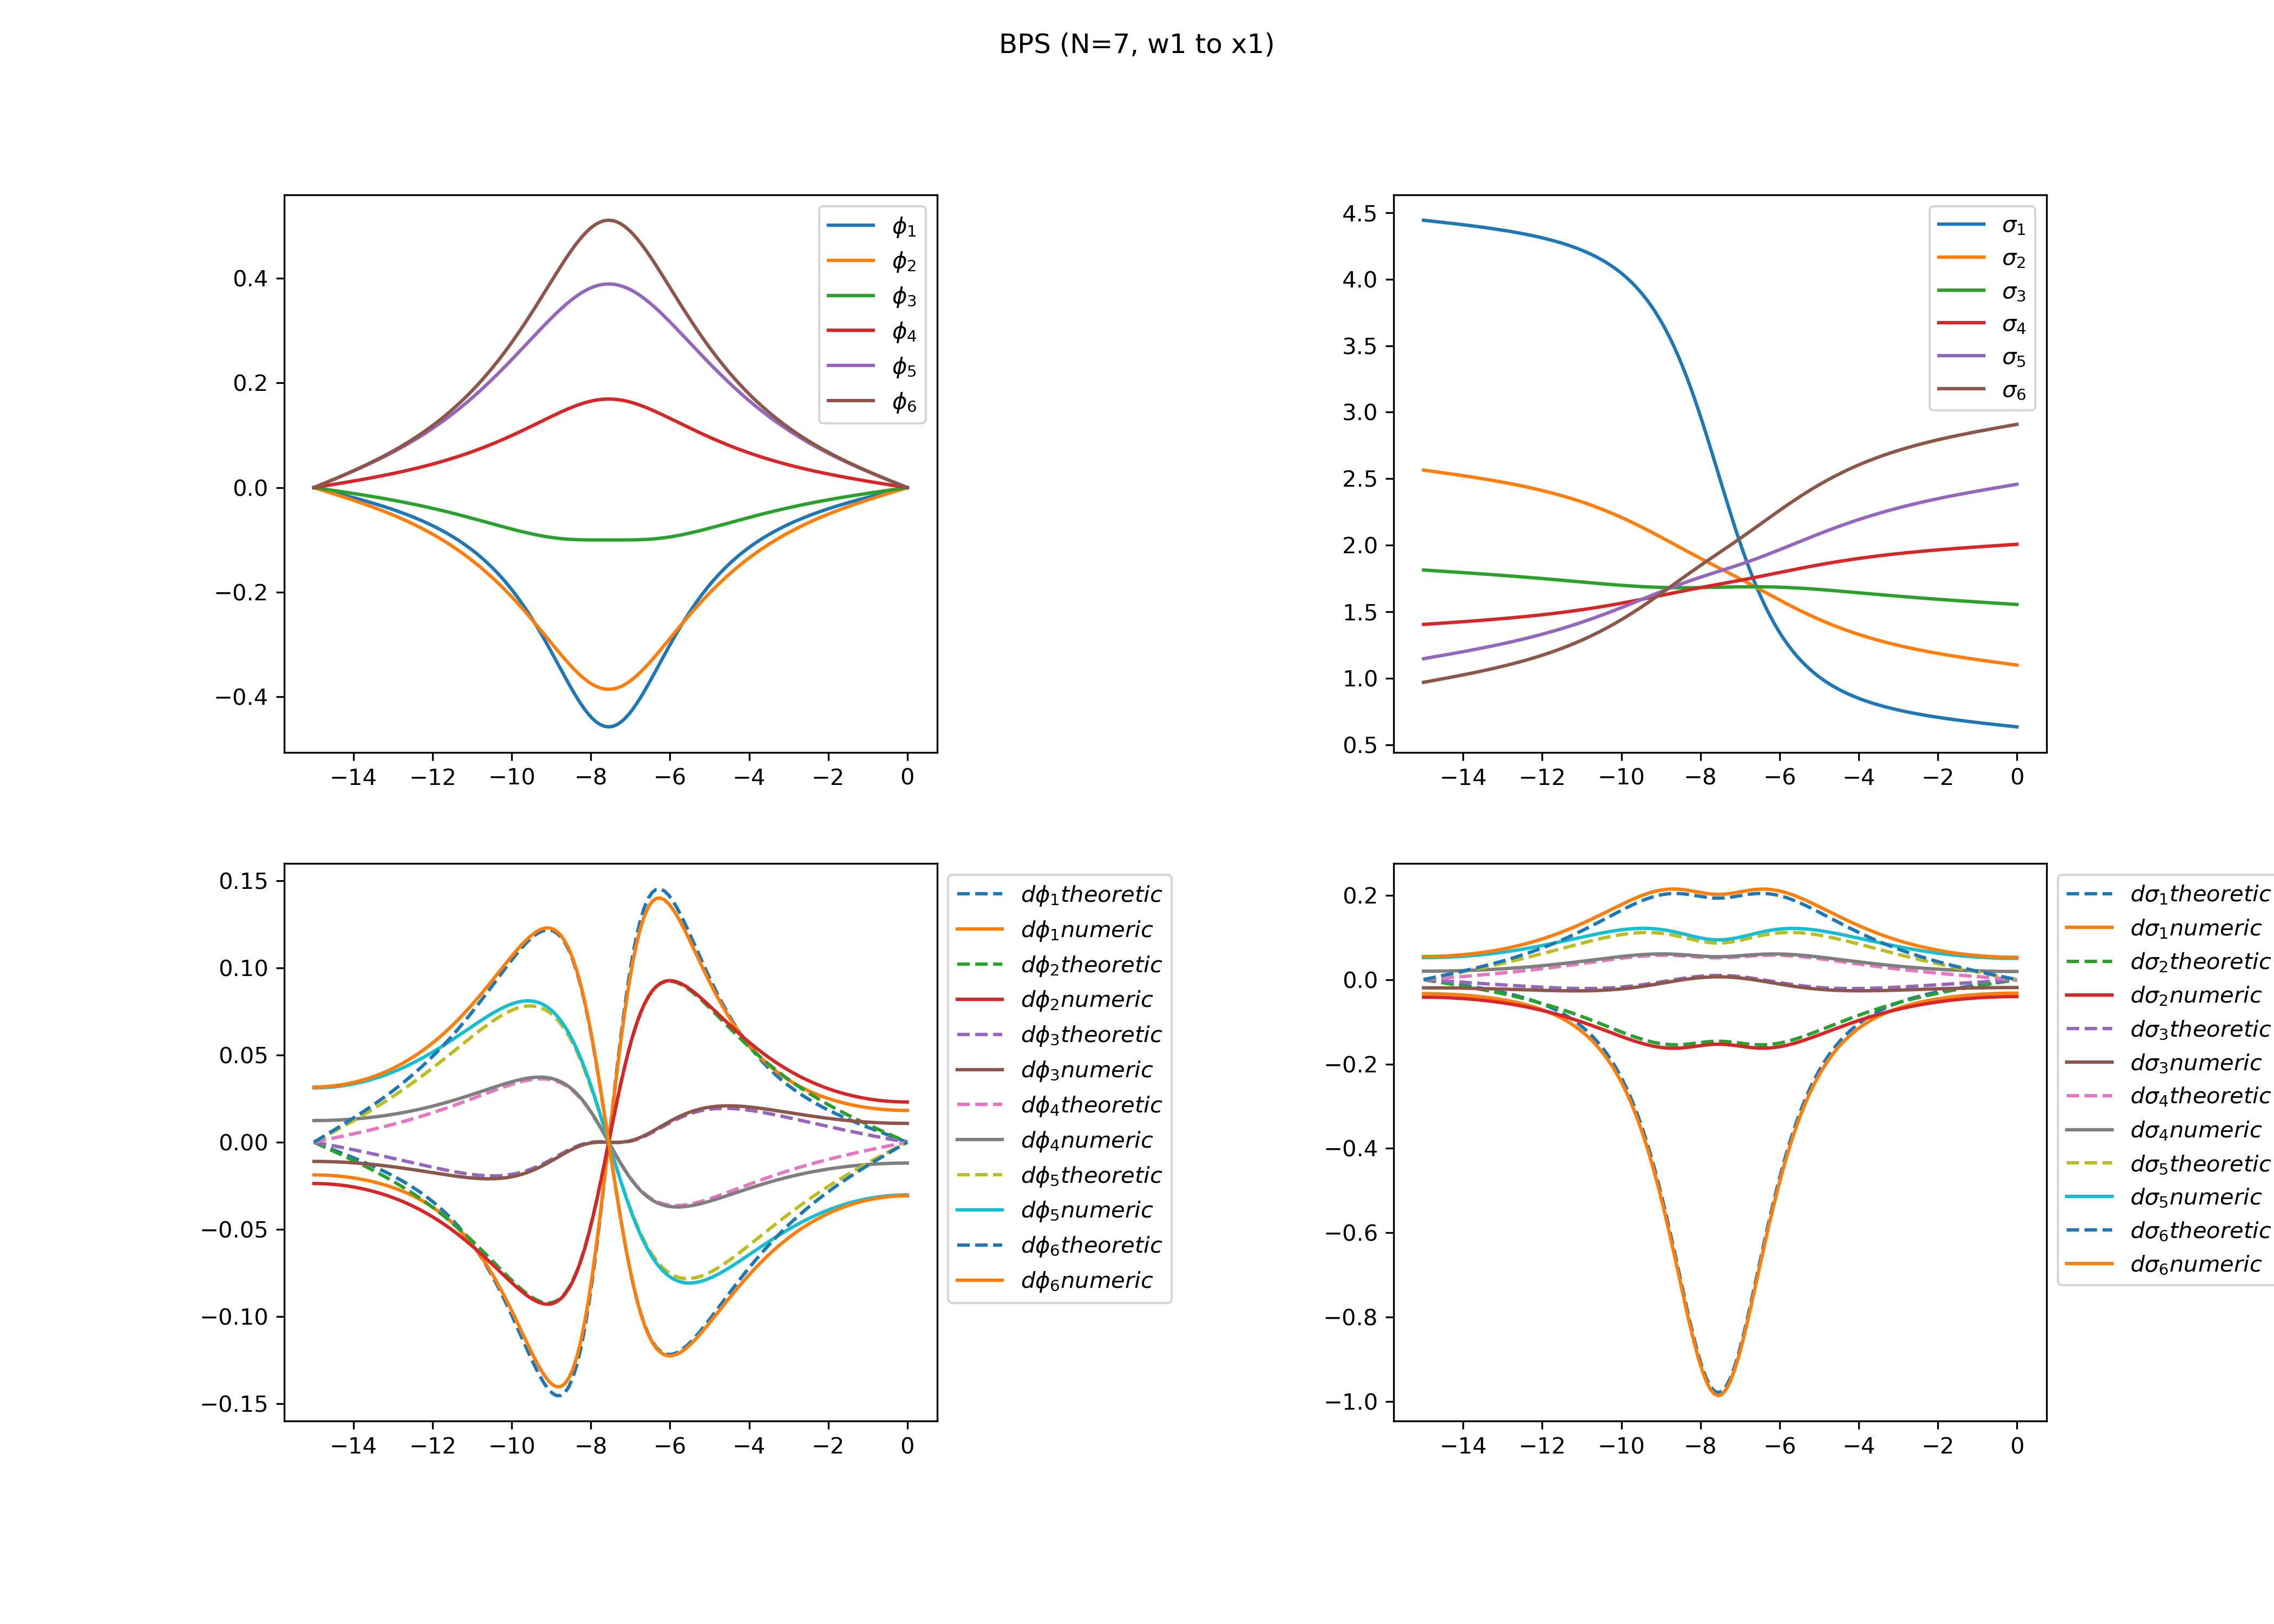 BPS (N=7, w1 to x1)
0.4
0.2
0.0
−0.2
−0.4
−14 −12 −10 −8 −6 −4 −2 0
ϕ₁
ϕ₂
ϕ₃
ϕ₄
ϕ₅
ϕ₆
4.5
4.0
3.5
3.0
2.5
2.0
1.5
1.0
0.5
−14 −12 −10 −8 −6 −4 −2 0
σ₁
σ₂
σ₃
σ₄
σ₅
σ₆
0.15
0.10
0.05
0.00
−0.05
−0.10
−0.15
−14 −12 −10 −8 −6 −4 −2 0
dϕ₁theoretic
dϕ₁numeric
dϕ₂theoretic
dϕ₂numeric
dϕ₃theoretic
dϕ₃numeric
dϕ₄theoretic
dϕ₄numeric
dϕ₅theoretic
dϕ₅numeric
dϕ₆theoretic
dϕ₆numeric
0.2
0.0
−0.2
−0.4
−0.6
−0.8
−1.0
−14 −12 −10 −8 −6 −4 −2 0
dσ₁theoretic
dσ₁numeric
dσ₂theoretic
dσ₂numeric
dσ₃theoretic
dσ₃numeric
dσ₄theoretic
dσ₄numeric
dσ₅theoretic
dσ₅numeric
dσ₆theoretic
dσ₆numeric